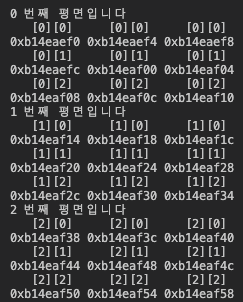 0 번째 평면입니다
[0][0] [0][0] [0][0]
0xb14eaef0 0xb14eaef4 0xb14eaef8
[0][1] [0][1] [0][1]
0xb14eaefc 0xb14eaf00 0xb14eaf04
[0][2] [0][2] [0][2]
0xb14eaf08 0xb14eaf0c 0xb14eaf10
1 번째 평면입니다
[1][0] [1][0] [1][0]
0xb14eaf14 0xb14eaf18 0xb14eaf1c
[1][1] [1][1] [1][1]
0xb14eaf20 0xb14eaf24 0xb14eaf28
[1][2] [1][2] [1][2]
0xb14eaf2c 0xb14eaf30 0xb14eaf34
2 번째 평면입니다
[2][0] [2][0] [2][0]
0xb14eaf38 0xb14eaf3c 0xb14eaf40
[2][1] [2][1] [2][1]
0xb14eaf44 0xb14eaf48 0xb14eaf4c
[2][2] [2][2] [2][2]
0xb14eaf50 0xb14eaf54 0xb14eaf58